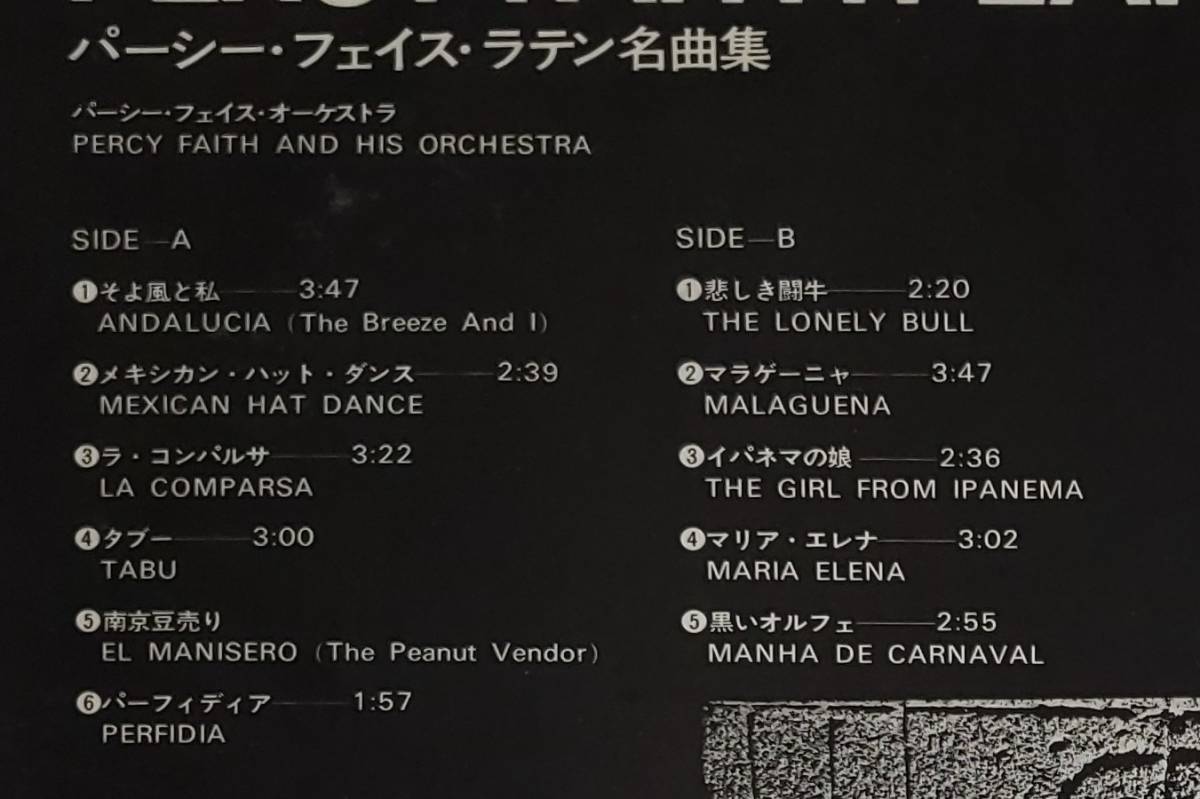 パーシー・フェイス・ラテン名曲集
パーシー・フェイス・オーケストラ
PERCY FAITH AND HIS ORCHESTRA
SIDE—A
❶そよ風と私——3:47
ANDALUCIA (The Breeze And I)
❷メキシカン・ハット・ダンス——2:39
MEXICAN HAT DANCE
❸ラ・コンパルサ——3:22
LA COMPARSA
❹タブー——3:00
TABU
❺南京豆売り
EL MANISERO (The Peanut Vendor)
❻パーフィディア——1:57
PERFIDIA
SIDE—B
❶悲しき闘牛——2:20
THE LONELY BULL
❷マラゲーニャ——3:47
MALAGUENA
❸イパネマの娘——2:36
THE GIRL FROM IPANEMA
❹マリア・エレナ——3:02
MARIA ELENA
❺黒いオルフェ——2:55
MANHA DE CARNAVAL